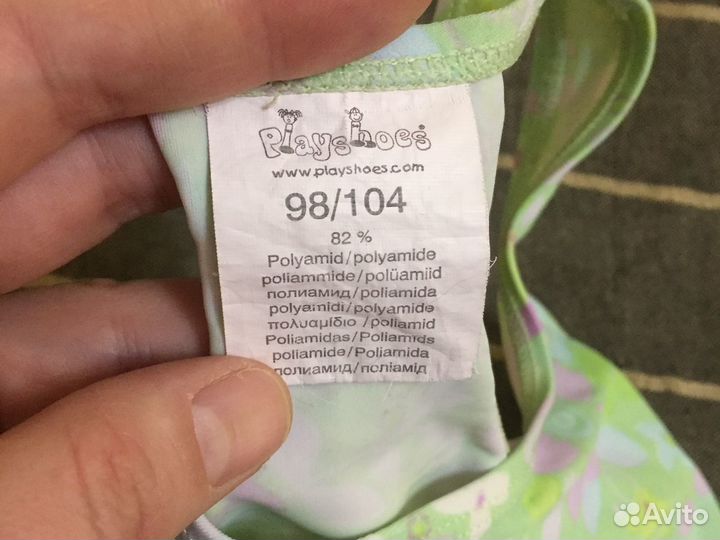 Playshoes
www.playshoes.com
98/104
82 %
Polyamid/polyamide
poliammide/polüamiid
полиамид/poliamida
polyamidi/polyamide
πολυαμίδιο/poliamid
Poliamidas/Poliamīds
poliamide/Poliamida
полиамид/поліамід
Avito